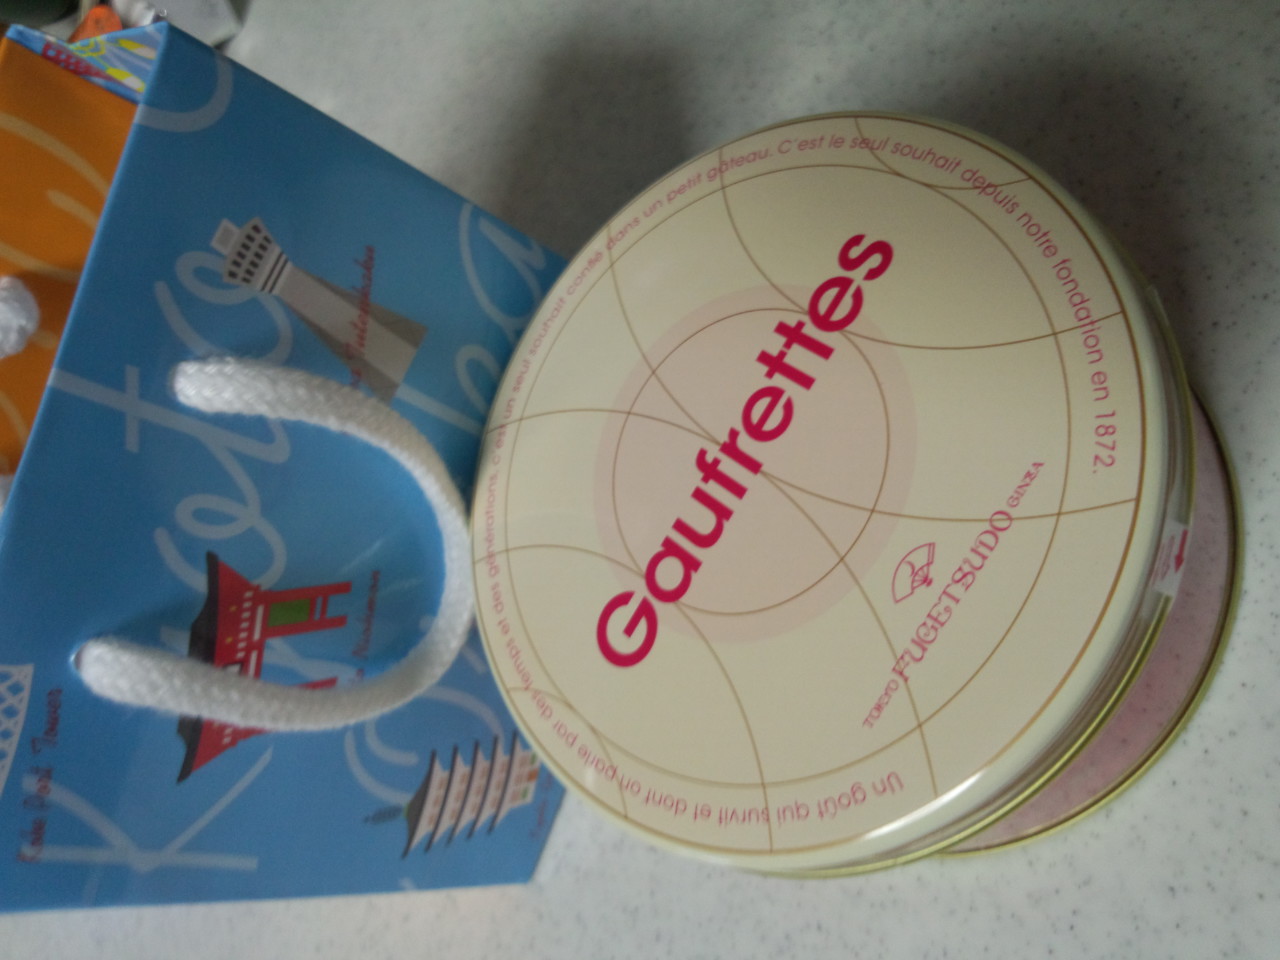 Gaufrettes
TOKYO FUGETSUDO GINZA
Un goût qui survit et dont on parle par des temps et des générations, c'est un seul souhait confié dans un petit gâteau. C'est le seul souhait depuis notre fondation en 1872.
Kyoto
Kobe Port Tower